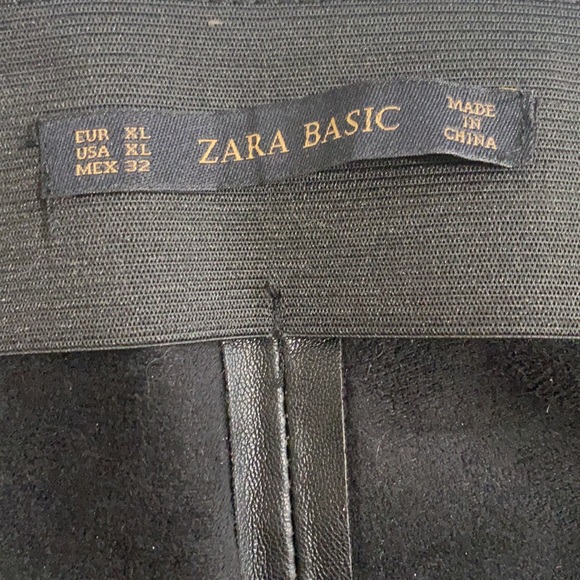 EUR XL
USA XL
MEX 32
ZARA BASIC
MADE
IN
CHINA